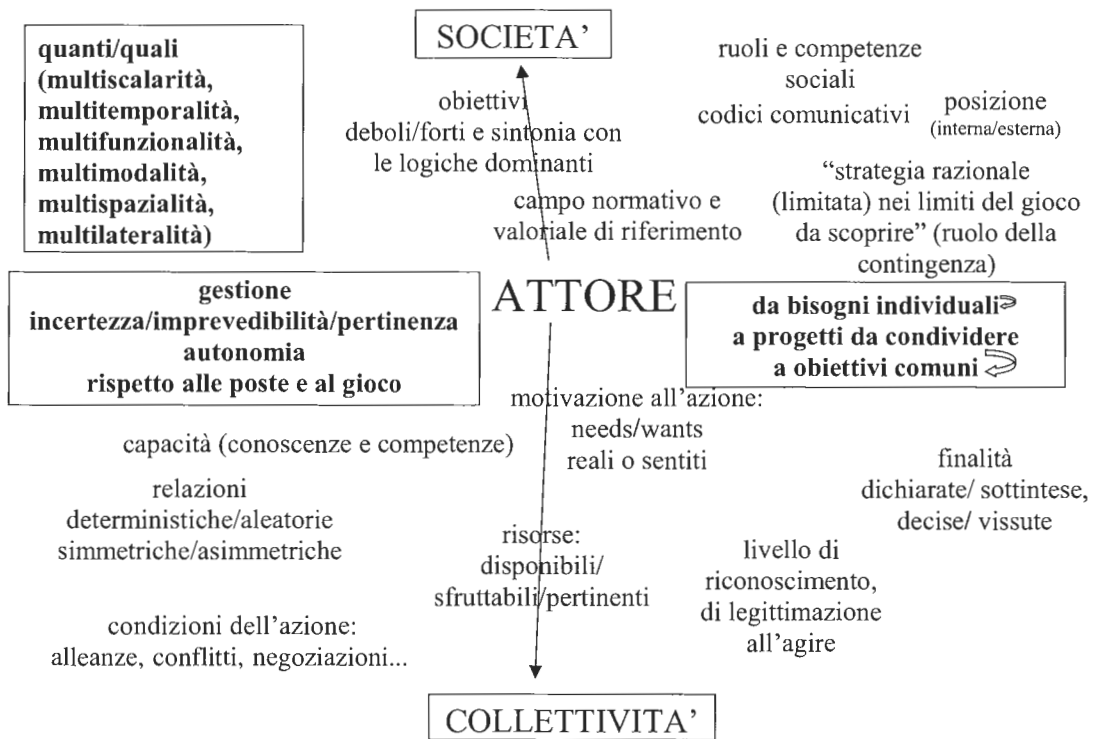 SOCIETA’
quanti/quali
(multiscalarità,
multitemporalità,
multifunzionalità,
multimodalità,
multispazialità,
multilateralità)
obiettivi
deboli/forti e sintonia con
le logiche dominanti
ruoli e competenze
sociali
codici comunicativi
posizione
(interna/esterna)
campo normativo e
valoriale di riferimento
“strategia razionale
(limitata) nei limiti del gioco
da scoprire” (ruolo della
contingenza)
gestione
incertezza/imprevedibilità/pertinenza
autonomia
rispetto alle poste e al gioco
ATTORE
da bisogni individuali
a progetti da condividere
a obiettivi comuni
motivazione all’azione:
needs/wants
reali o sentiti
capacità (conoscenze e competenze)
finalità
dichiarate/ sottintese,
decise/ vissute
relazioni
deterministiche/aleatorie
simmetriche/asimmetriche
risorse:
disponibili/
sfruttabili/pertinenti
livello di
riconoscimento,
di legittimazione
all’agire
condizioni dell’azione:
alleanze, conflitti, negoziazioni...
COLLETTIVITA’